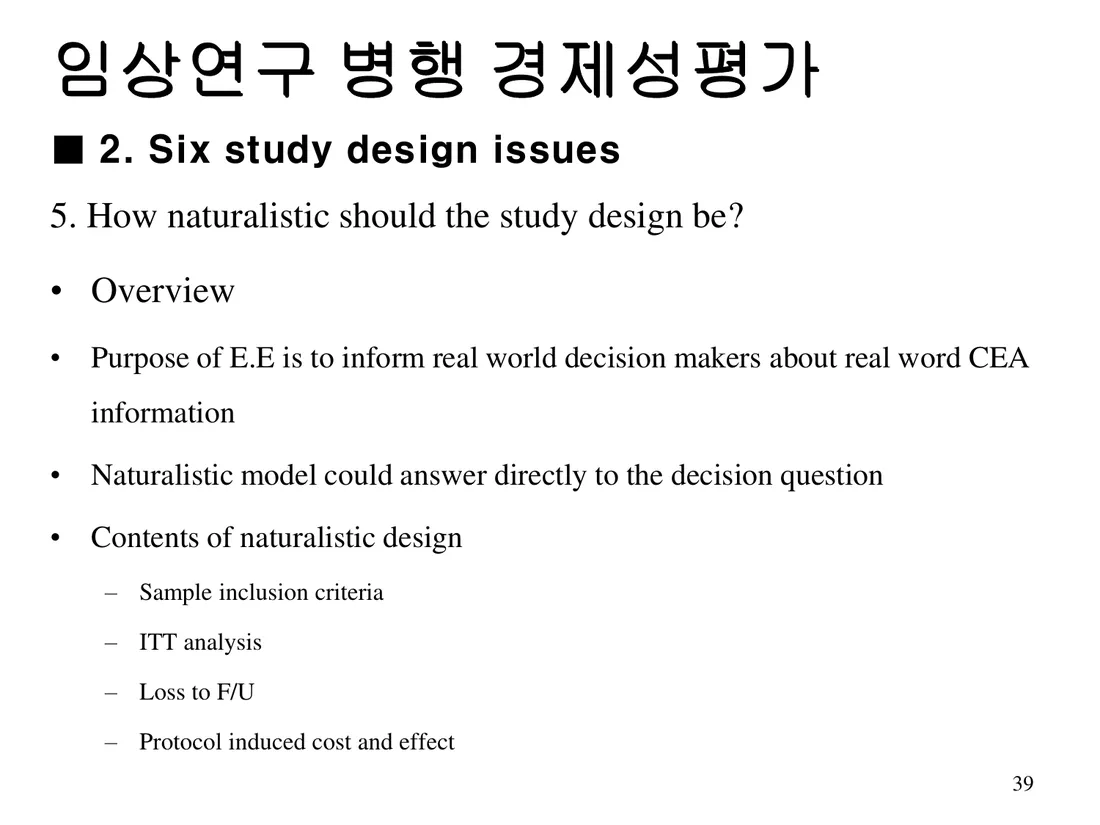 임상연구 병행 경제성평가
■ 2. Six study design issues
5. How naturalistic should the study design be?
• Overview
• Purpose of E.E is to inform real world decision makers about real word CEA
information
• Naturalistic model could answer directly to the decision question
• Contents of naturalistic design
– Sample inclusion criteria
– ITT analysis
– Loss to F/U
– Protocol induced cost and effect
39